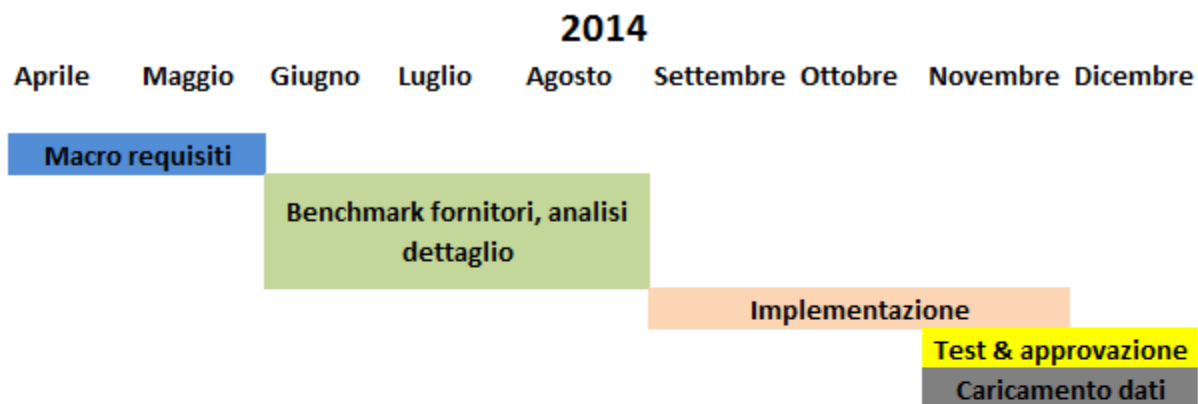 2014
Aprile Maggio Giugno Luglio Agosto Settembre Ottobre Novembre Dicembre
Macro requisiti
Benchmark fornitori, analisi
dettaglio
Implementazione
Test & approvazione
Caricamento dati